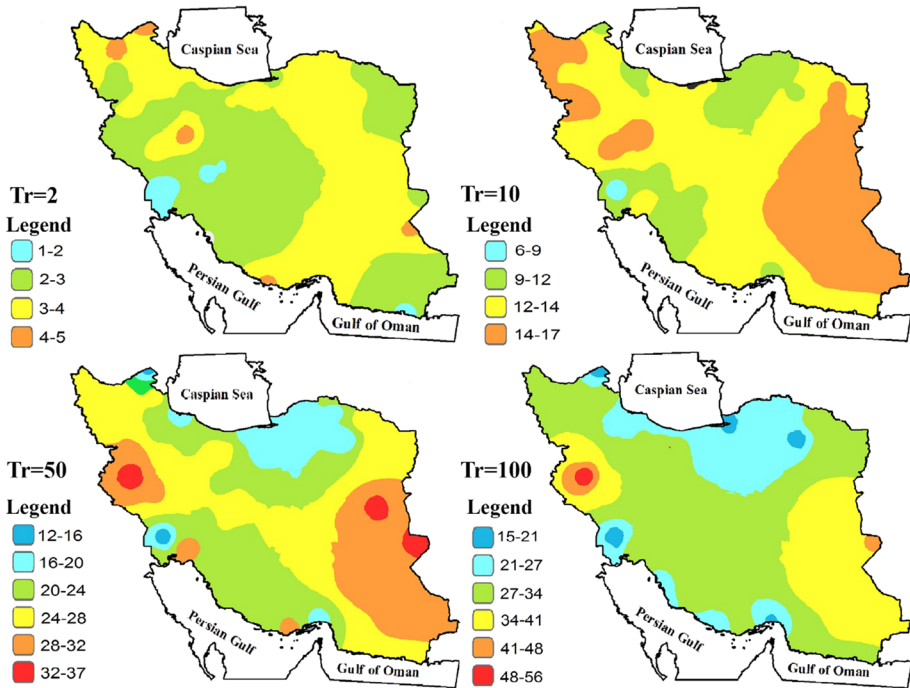 Caspian Sea
Tr=2
Legend
1-2
2-3
3-4
4-5
Persian Gulf
Gulf of Oman
Caspian Sea
Tr=10
Legend
6-9
9-12
12-14
14-17
Persian Gulf
Gulf of Oman
Caspian Sea
Tr=50
Legend
12-16
16-20
20-24
24-28
28-32
32-37
Persian Gulf
Gulf of Oman
Caspian Sea
Tr=100
Legend
15-21
21-27
27-34
34-41
41-48
48-56
Persian Gulf
Gulf of Oman